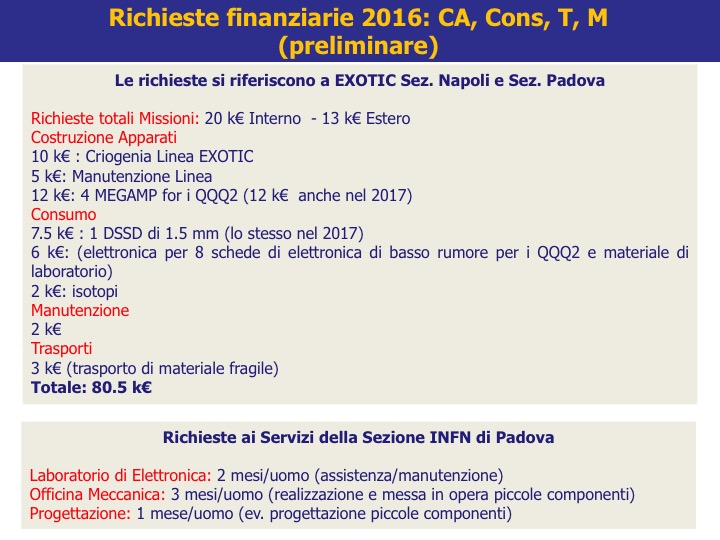 Richieste finanziarie 2016: CA, Cons, T, M
(preliminare)
Le richieste si riferiscono a EXOTIC Sez. Napoli e Sez. Padova
Richieste totali Missioni: 20 k€ Interno - 13 k€ Estero
Costruzione Apparati
10 k€ : Criogenia Linea EXOTIC
5 k€: Manutenzione Linea
12 k€: 4 MEGAMP for i QQQ2 (12 k€ anche nel 2017)
Consumo
7.5 k€ : 1 DSSD di 1.5 mm (lo stesso nel 2017)
6 k€: (elettronica per 8 schede di elettronica di basso rumore per i QQQ2 e materiale di
laboratorio)
2 k€: isotopi
Manutenzione
2 k€
Trasporti
3 k€ (trasporto di materiale fragile)
Totale: 80.5 k€
Richieste ai Servizi della Sezione INFN di Padova
Laboratorio di Elettronica: 2 mesi/uomo (assistenza/manutenzione)
Officina Meccanica: 3 mesi/uomo (realizzazione e messa in opera piccole componenti)
Progettazione: 1 mese/uomo (ev. progettazione piccole componenti)